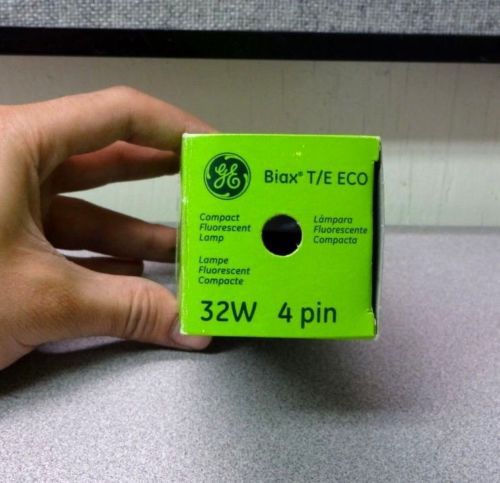 GE
Biax® T/E ECO
Compact
Fluorescent
Lamp
Lámpara
Fluorescente
Compacta
Lampe
Fluorescent
Compacte
32W 4 pin